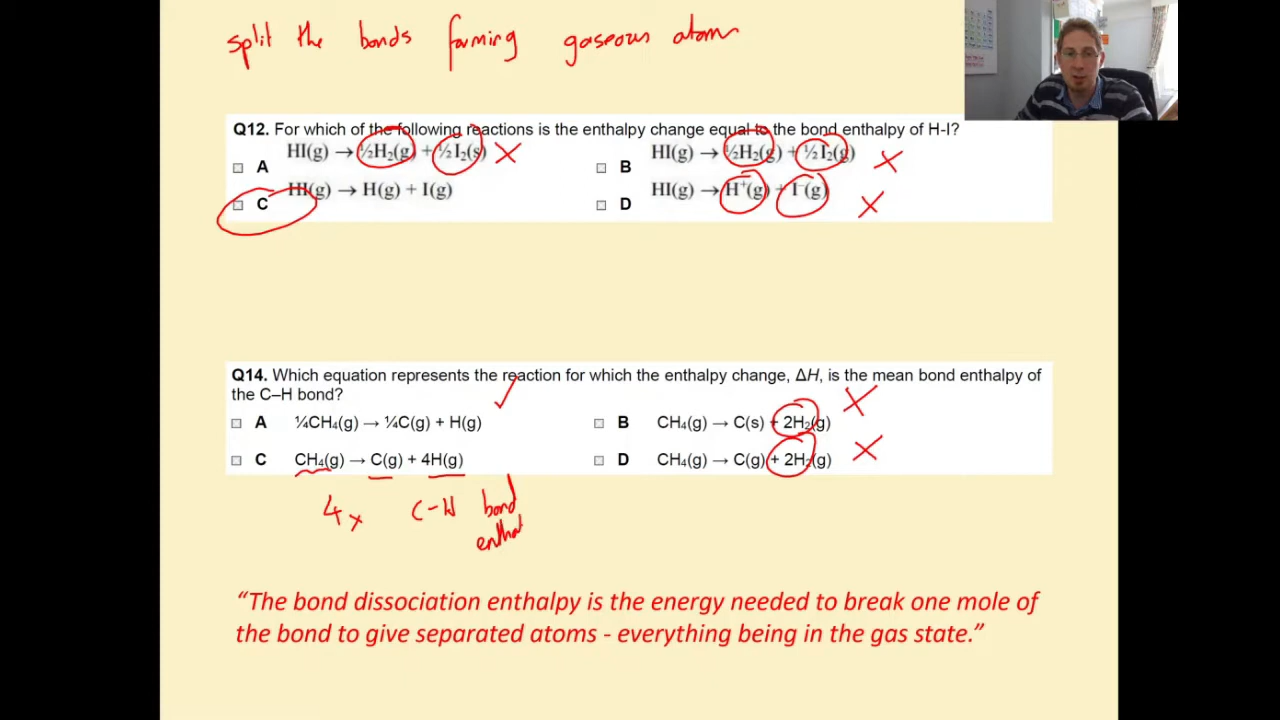 split the bonds forming gaseous atoms
Q12. For which of the following reactions is the enthalpy change equal to the bond enthalpy of H-I?
A HI(g) → ½H₂(g) + ½I₂(s) ×
B HI(g) → ½H₂(g) + ½I₂(g) ×
C HI(g) → H(g) + I(g)
D HI(g) → H⁺(g) + I⁻(g) ×
Q14. Which equation represents the reaction for which the enthalpy change, ΔH, is the mean bond enthalpy of
the C–H bond?
A ¼CH₄(g) → ¼C(g) + H(g) ✓
B CH₄(g) → C(s) + 2H₂(g) ×
C CH₄(g) → C(g) + 4H(g)
D CH₄(g) → C(g) + 2H₂(g) ×
4 × C-H bond
enthal
“The bond dissociation enthalpy is the energy needed to break one mole of
the bond to give separated atoms - everything being in the gas state.”